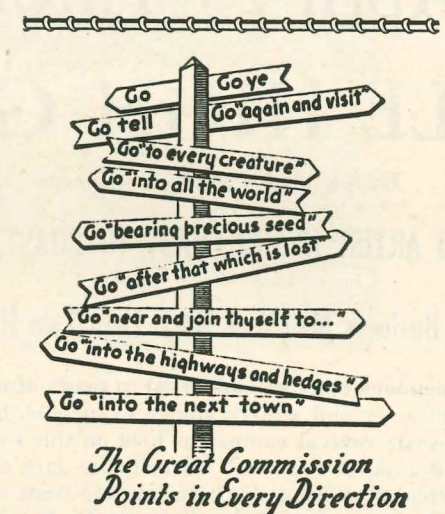 Go
Go ye
Go tell
Go "again and visit"
Go "to every creature"
Go "into all the world"
Go "bearing precious seed"
Go "after that which is lost"
Go "near and join thyself to..."
Go "into the highways and hedges"
Go "into the next town"
The Great Commission
Points in Every Direction